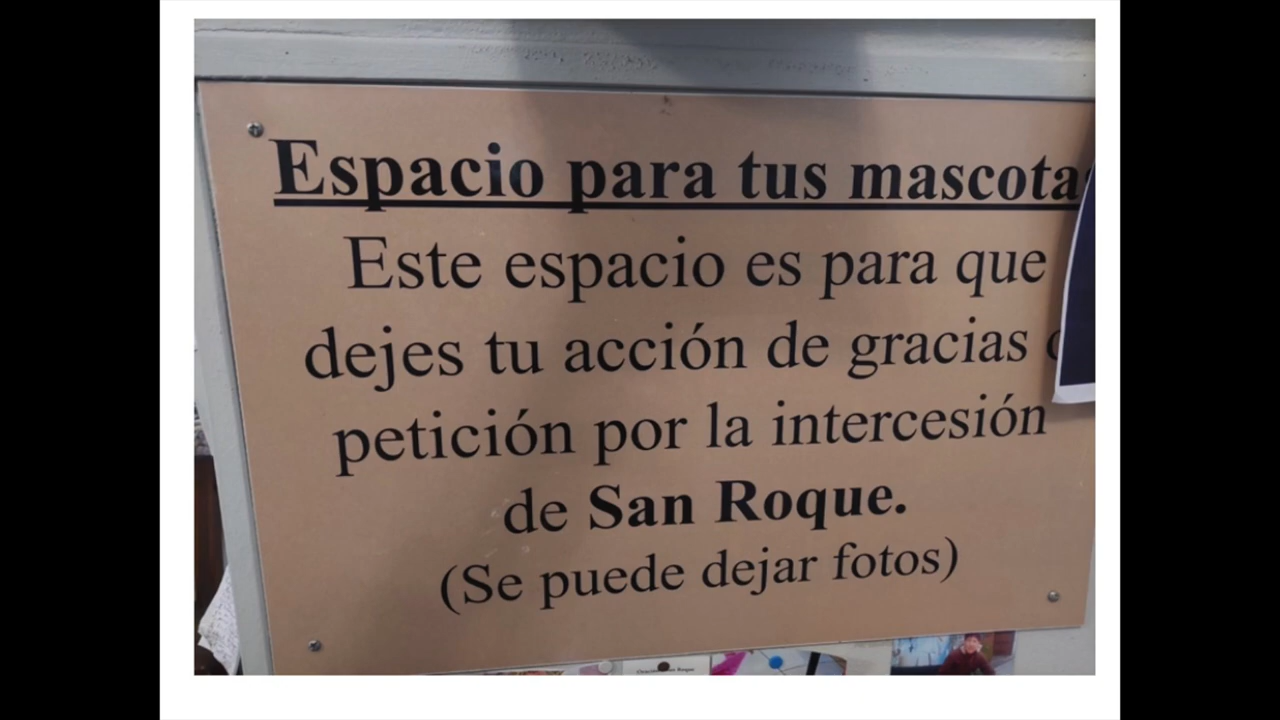 Espacio para tus mascotas
Este espacio es para que
dejes tu acción de gracias
petición por la intercesión
de San Roque.
(Se puede dejar fotos)